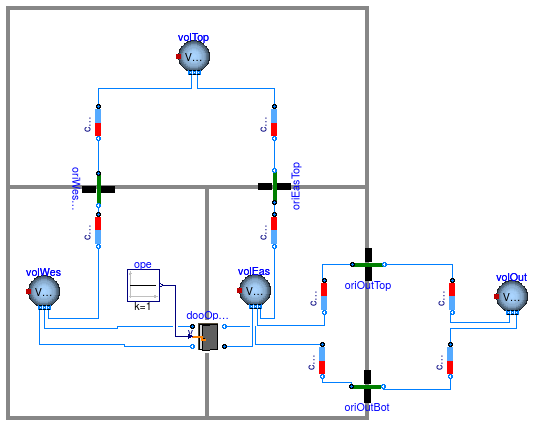 volTop
V...
c...
c...
oriWes...
oriEasTop
c...
c...
volWes
V...
ope
k=1
volEas
V...
dooOp...
y
oriOutTop
volOut
V...
c...
c...
c...
c...
oriOutBot